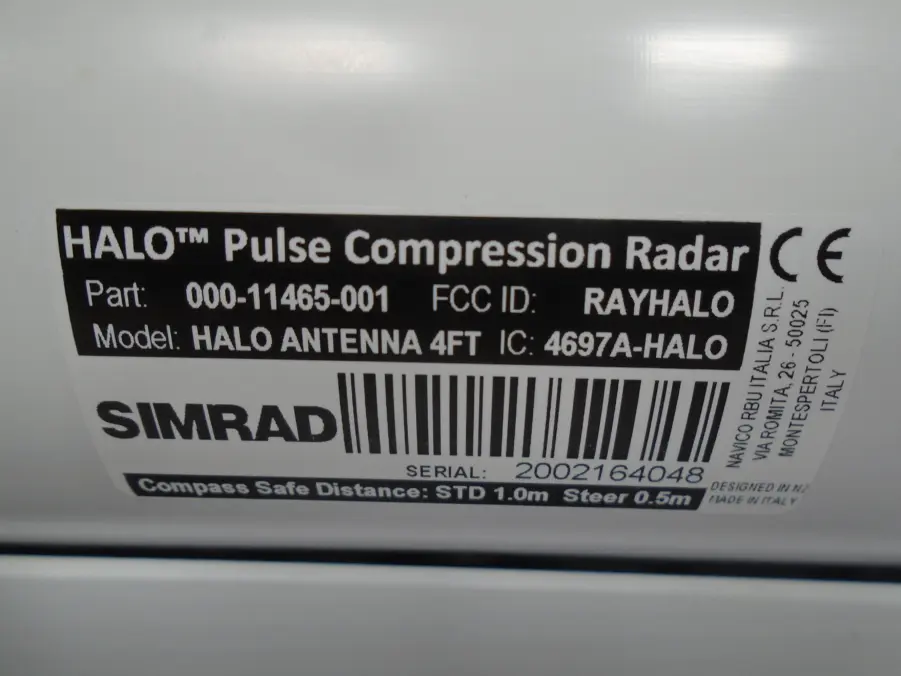 HALO™ Pulse Compression Radar
Part: 000-11465-001 FCC ID: RAYHALO
Model: HALO ANTENNA 4FT IC: 4697A-HALO
SIMRAD
SERIAL: 2002164048
Compass Safe Distance: STD 1.0m Steer 0.5m
CE
NAVICO RBU ITALIA S.R.L.
VIA ROMITA, 26 - 50025
MONTESPERTOLI (FI)
ITALY
DESIGNED IN NZ
MADE IN ITALY